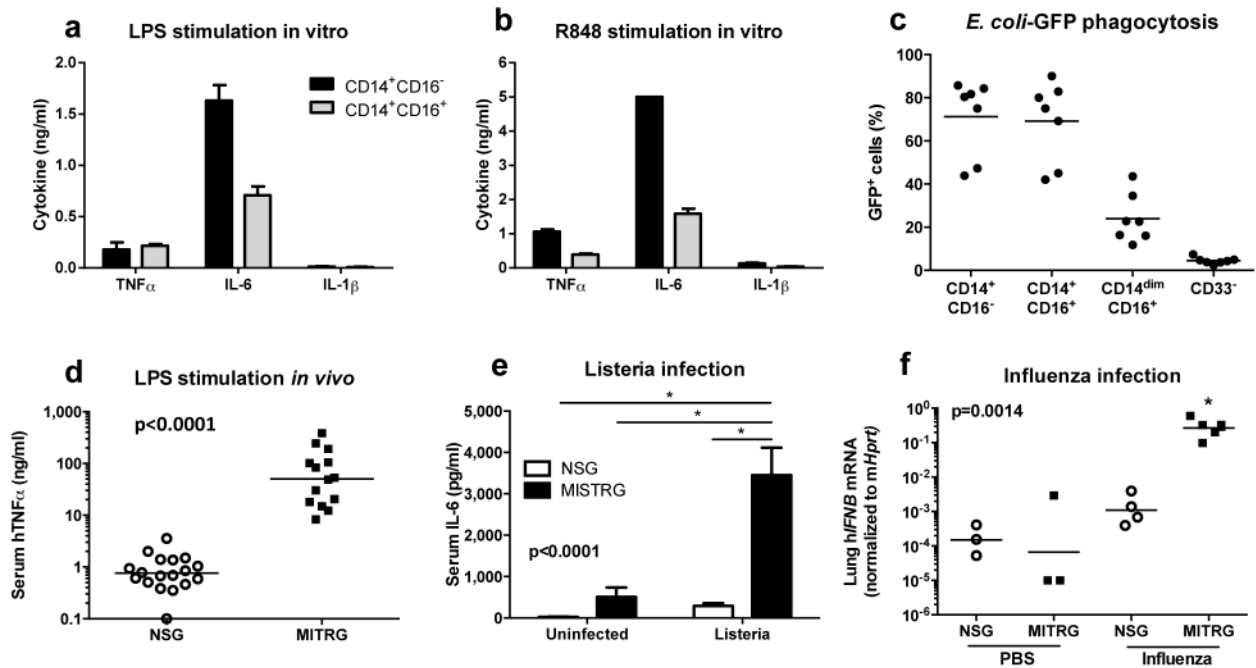 a
LPS stimulation in vitro
Cytokine (ng/ml)
2.0
1.5
1.0
0.5
0.0
CD14+CD16-
CD14+CD16+
TNFα
IL-6
IL-1β
b
R848 stimulation in vitro
Cytokine (ng/ml)
6
5
4
3
2
1
0
TNFα
IL-6
IL-1β
c
E. coli-GFP phagocytosis
GFP+ cells (%)
100
80
60
40
20
0
CD14+
CD16-
CD14+
CD16+
CD14dim
CD16+
CD33-
d
LPS stimulation in vivo
Serum hTNFα (ng/ml)
1,000
100
10
1
0.1
p<0.0001
NSG
MITRG
e
Listeria infection
Serum IL-6 (pg/ml)
5,000
4,000
3,000
2,000
1,000
0
*
*
*
NSG
MISTRG
p<0.0001
Uninfected
Listeria
f
Influenza infection
Lung hIFNB mRNA
(normalized to mHprt)
10^0
10^-1
10^-2
10^-3
10^-4
10^-5
10^-6
p=0.0014
*
NSG
MITRG
NSG
MITRG
PBS
Influenza